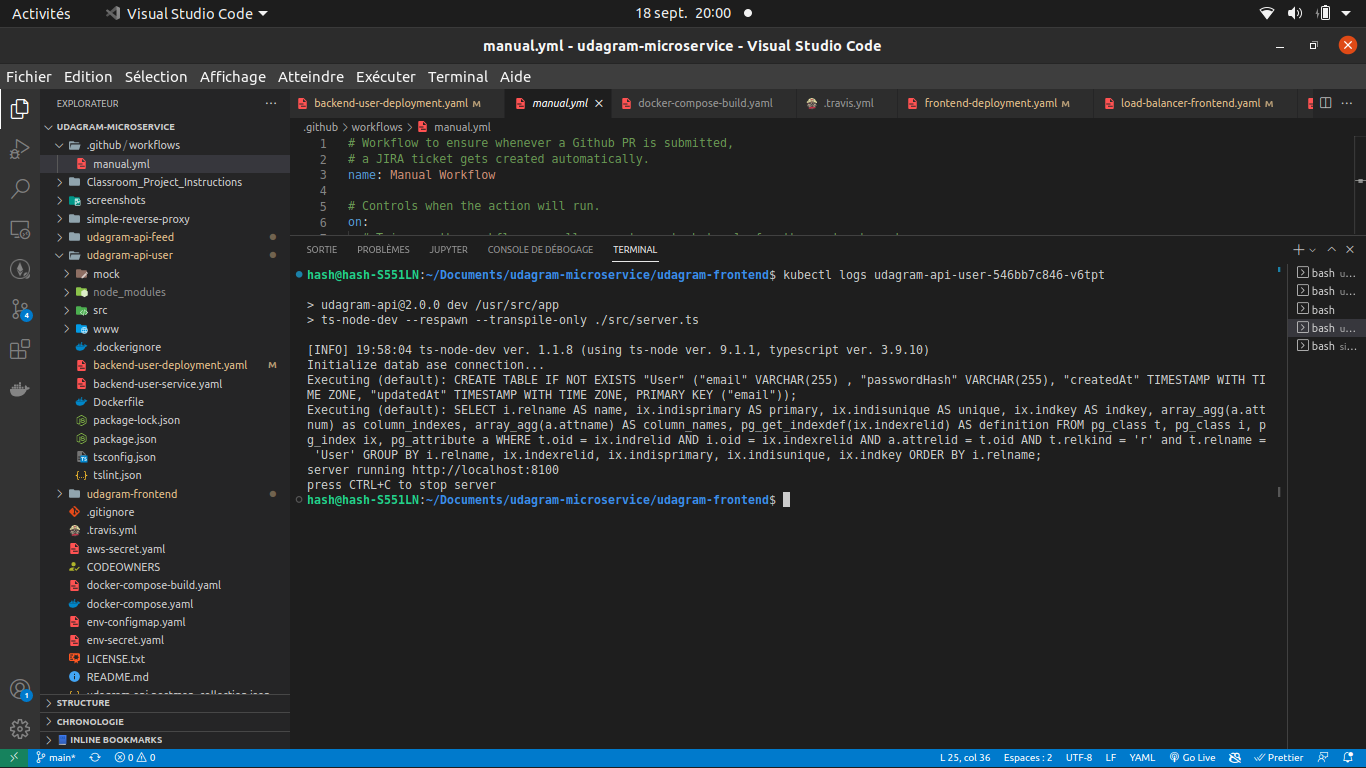 Activités
Visual Studio Code
18 sept. 20:00
manual.yml - udagram-microservice - Visual Studio Code
Fichier Edition Sélection Affichage Atteindre Exécuter Terminal Aide
EXPLORATEUR
UDAGRAM-MICROSERVICE
.github / workflows
manual.yml
Classroom_Project_Instructions
screenshots
simple-reverse-proxy
udagram-api-feed
udagram-api-user
mock
node_modules
src
www
.dockerignore
backend-user-deployment.yaml M
backend-user-service.yaml
Dockerfile
package-lock.json
package.json
tsconfig.json
tslint.json
udagram-frontend
.gitignore
.travis.yml
aws-secret.yaml
CODEOWNERS
docker-compose-build.yaml
docker-compose.yaml
env-configmap.yaml
env-secret.yaml
LICENSE.txt
README.md
STRUCTURE
CHRONOLOGIE
INLINE BOOKMARKS
4
1
backend-user-deployment.yaml M
manual.yml
docker-compose-build.yaml
.travis.yml
frontend-deployment.yaml M
load-balancer-frontend.yaml M
.github > workflows > manual.yml
1 # Workflow to ensure whenever a Github PR is submitted,
2 # a JIRA ticket gets created automatically.
3 name: Manual Workflow
4
5 # Controls when the action will run.
6 on:
SORTIE PROBLÈMES JUPYTER CONSOLE DE DÉBOGAGE TERMINAL
hash@hash-S551LN:~/Documents/udagram-microservice/udagram-frontend$ kubectl logs udagram-api-user-546bb7c846-v6tpt
> udagram-api@2.0.0 dev /usr/src/app
> ts-node-dev --respawn --transpile-only ./src/server.ts
[INFO] 19:58:04 ts-node-dev ver. 1.1.8 (using ts-node ver. 9.1.1, typescript ver. 3.9.10)
Initialize datab ase connection...
Executing (default): CREATE TABLE IF NOT EXISTS "User" ("email" VARCHAR(255) , "passwordHash" VARCHAR(255), "createdAt" TIMESTAMP WITH TI
ME ZONE, "updatedAt" TIMESTAMP WITH TIME ZONE, PRIMARY KEY ("email"));
Executing (default): SELECT i.relname AS name, ix.indisprimary AS primary, ix.indisunique AS unique, ix.indkey AS indkey, array_agg(a.att
num) as column_indexes, array_agg(a.attname) AS column_names, pg_get_indexdef(ix.indexrelid) AS definition FROM pg_class t, pg_class i, p
g_index ix, pg_attribute a WHERE t.oid = ix.indrelid AND i.oid = ix.indexrelid AND a.attrelid = t.oid AND t.relkind = 'r' and t.relname =
'User' GROUP BY i.relname, ix.indexrelid, ix.indisprimary, ix.indisunique, ix.indkey ORDER BY i.relname;
server running http://localhost:8100
press CTRL+C to stop server
hash@hash-S551LN:~/Documents/udagram-microservice/udagram-frontend$
bash u...
bash u...
bash
bash u...
bash si...
main*
0 0
L 25, col 36
Espaces : 2
UTF-8
LF
YAML
Go Live
Prettier